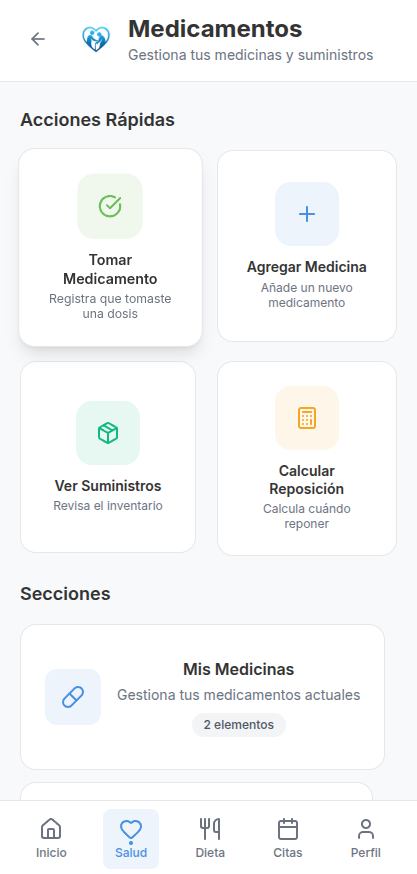 Medicamentos
Gestiona tus medicinas y suministros
Acciones Rápidas
Tomar
Medicamento
Registra que tomaste
una dosis
Agregar Medicina
Añade un nuevo
medicamento
Ver Suministros
Revisa el inventario
Calcular
Reposición
Calcula cuándo
reponer
Secciones
Mis Medicinas
Gestiona tus medicamentos actuales
2 elementos
Inicio
Salud
Dieta
Citas
Perfil